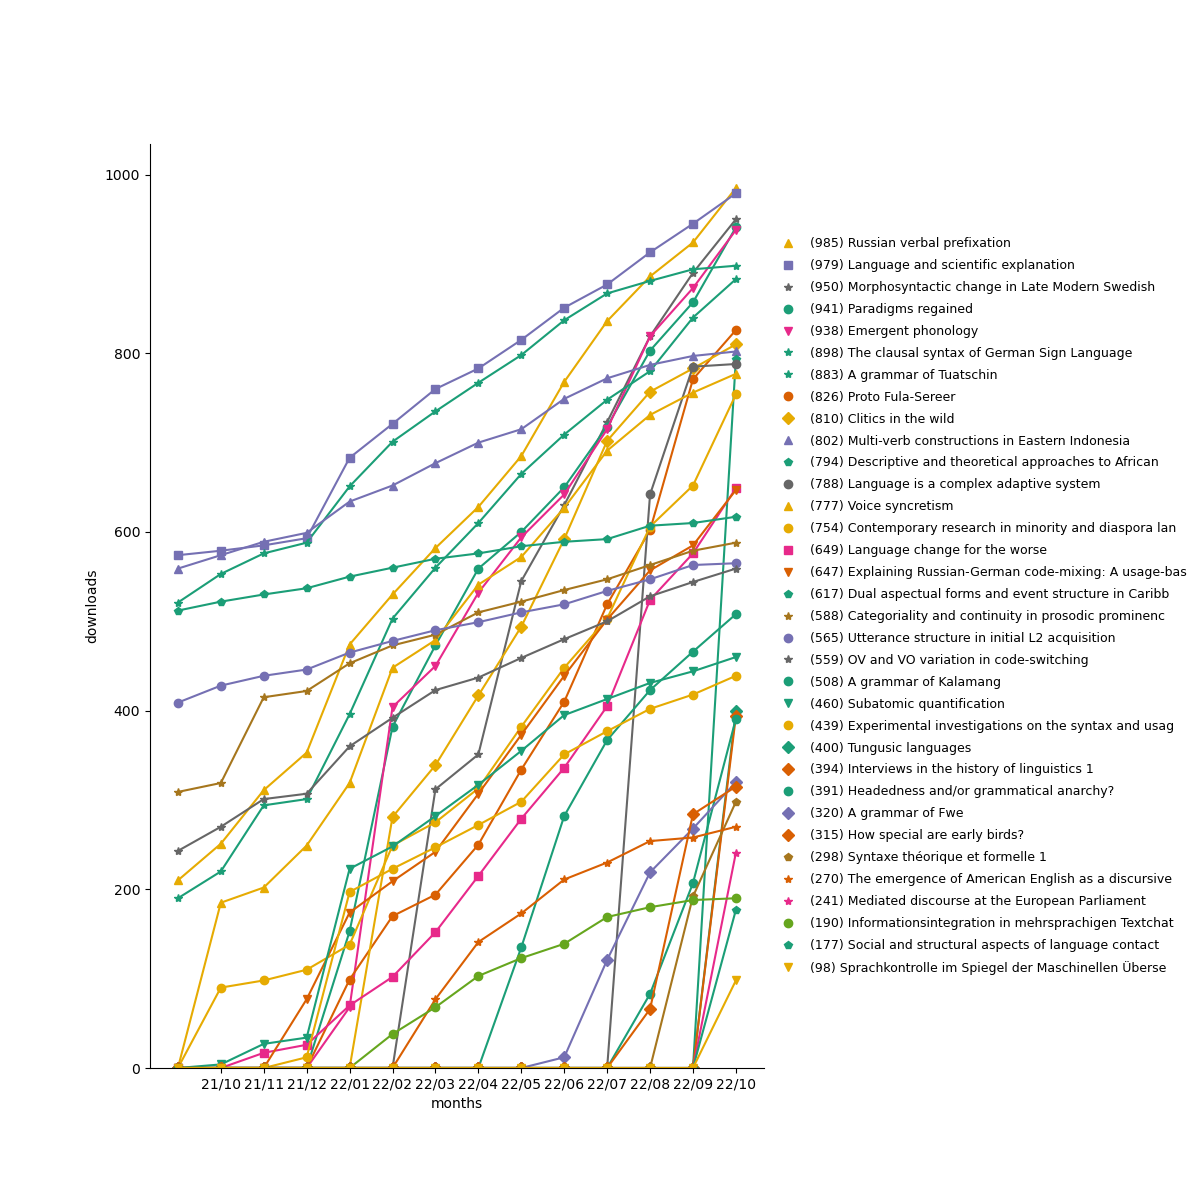 1000
800
600
400
200
0
downloads
21/10 21/11 21/12 22/01 22/02 22/03 22/04 22/05 22/06 22/07 22/08 22/09 22/10
months
(985) Russian verbal prefixation
(979) Language and scientific explanation
(950) Morphosyntactic change in Late Modern Swedish
(941) Paradigms regained
(938) Emergent phonology
(898) The clausal syntax of German Sign Language
(883) A grammar of Tuatschin
(826) Proto Fula-Sereer
(810) Clitics in the wild
(802) Multi-verb constructions in Eastern Indonesia
(794) Descriptive and theoretical approaches to African
(788) Language is a complex adaptive system
(777) Voice syncretism
(754) Contemporary research in minority and diaspora lan
(649) Language change for the worse
(647) Explaining Russian-German code-mixing: A usage-bas
(617) Dual aspectual forms and event structure in Caribb
(588) Categoriality and continuity in prosodic prominenc
(565) Utterance structure in initial L2 acquisition
(559) OV and VO variation in code-switching
(508) A grammar of Kalamang
(460) Subatomic quantification
(439) Experimental investigations on the syntax and usag
(400) Tungusic languages
(394) Interviews in the history of linguistics 1
(391) Headedness and/or grammatical anarchy?
(320) A grammar of Fwe
(315) How special are early birds?
(298) Syntaxe théorique et formelle 1
(270) The emergence of American English as a discursive
(241) Mediated discourse at the European Parliament
(190) Informationsintegration in mehrsprachigen Textchat
(177) Social and structural aspects of language contact
(98) Sprachkontrolle im Spiegel der Maschinellen Überse